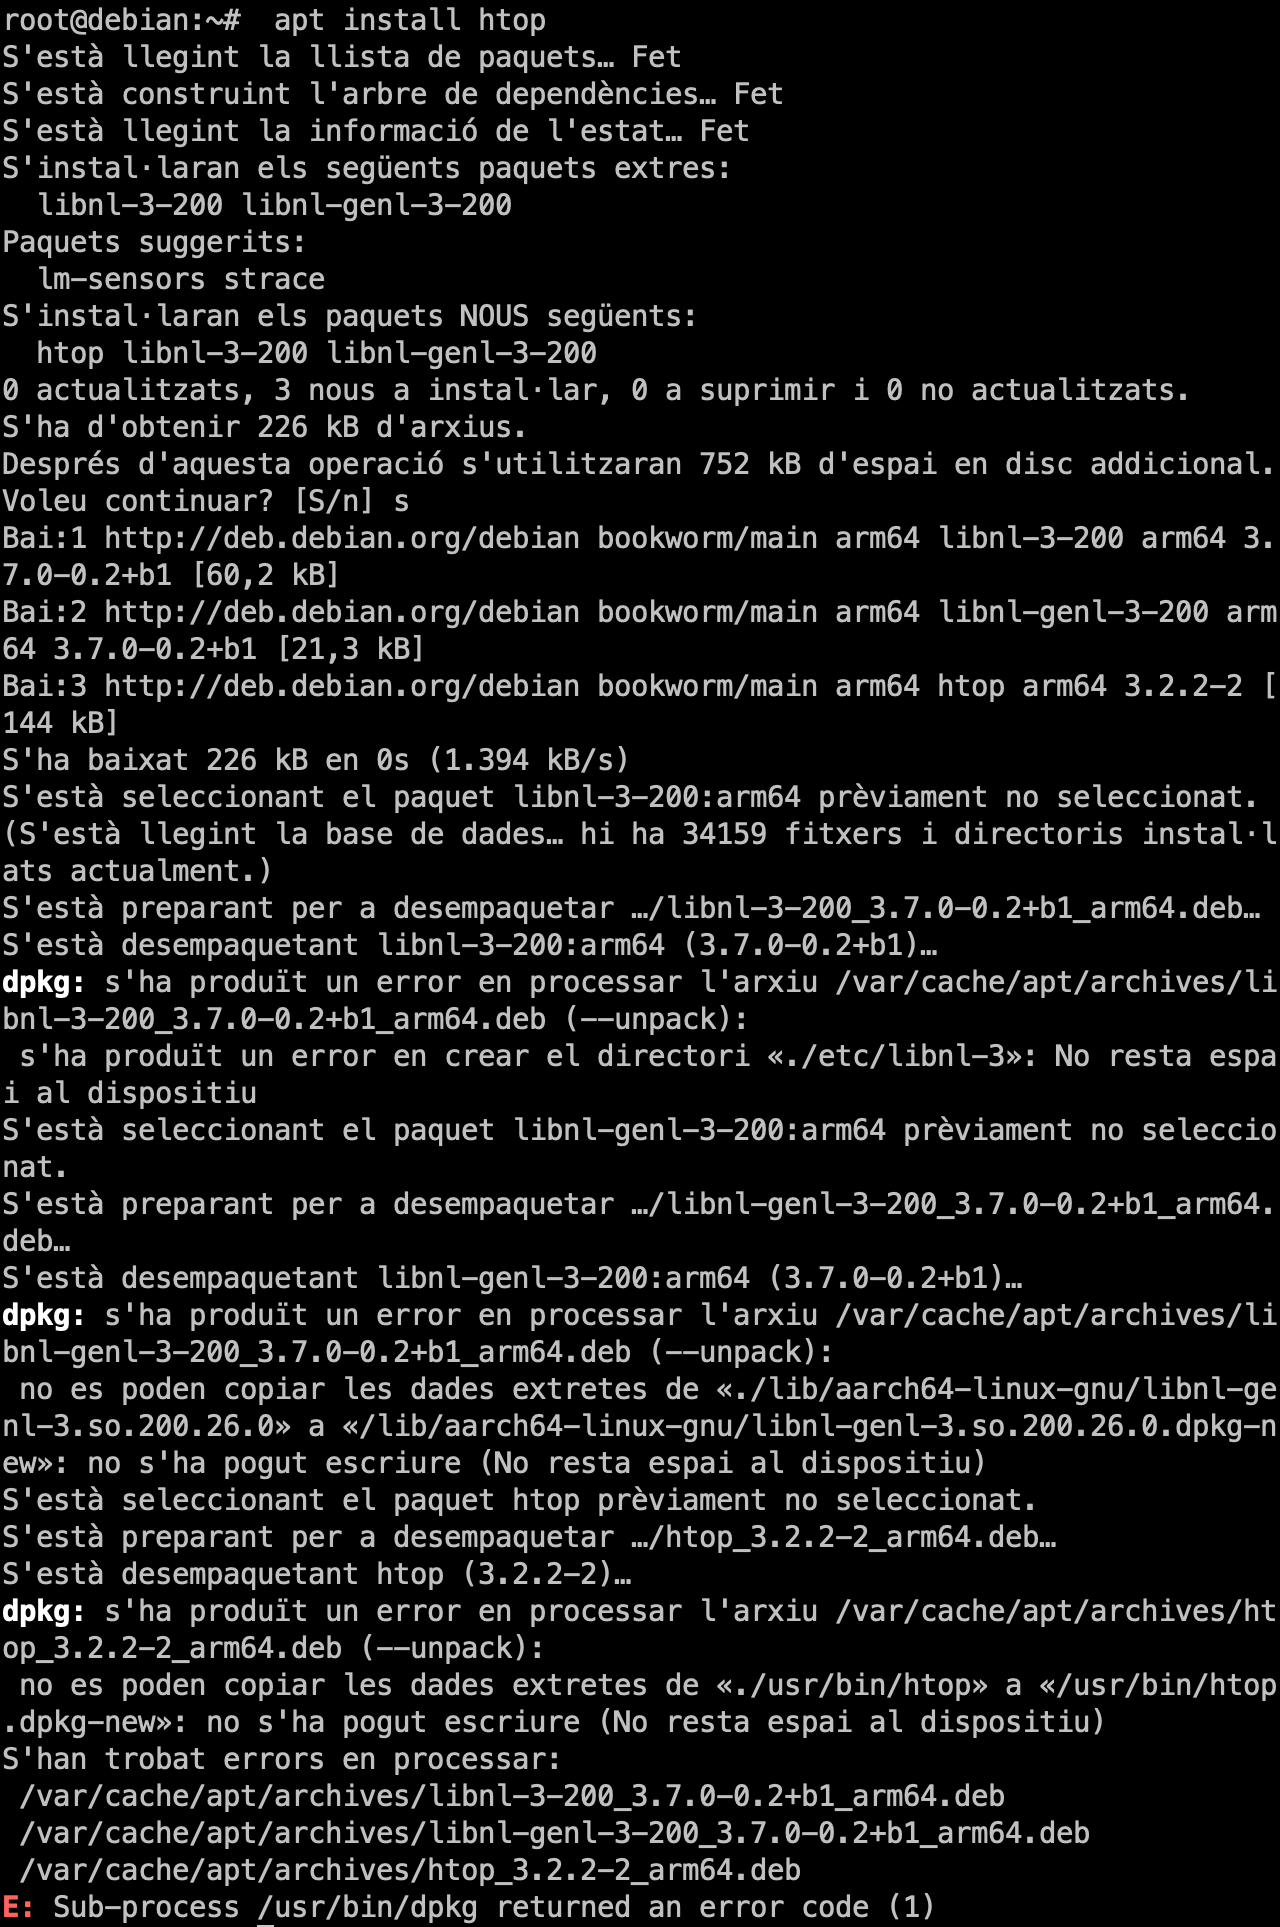 root@debian:~#  apt install htop
S'està llegint la llista de paquets… Fet
S'està construint l'arbre de dependències… Fet
S'està llegint la informació de l'estat… Fet
S'instal·laran els següents paquets extres:
  libnl-3-200 libnl-genl-3-200
Paquets suggerits:
  lm-sensors strace
S'instal·laran els paquets NOUS següents:
  htop libnl-3-200 libnl-genl-3-200
0 actualitzats, 3 nous a instal·lar, 0 a suprimir i 0 no actualitzats.
S'ha d'obtenir 226 kB d'arxius.
Després d'aquesta operació s'utilitzaran 752 kB d'espai en disc addicional.
Voleu continuar? [S/n] s
Bai:1 http://deb.debian.org/debian bookworm/main arm64 libnl-3-200 arm64 3.
7.0-0.2+b1 [60,2 kB]
Bai:2 http://deb.debian.org/debian bookworm/main arm64 libnl-genl-3-200 arm
64 3.7.0-0.2+b1 [21,3 kB]
Bai:3 http://deb.debian.org/debian bookworm/main arm64 htop arm64 3.2.2-2 [
144 kB]
S'ha baixat 226 kB en 0s (1.394 kB/s)
S'està seleccionant el paquet libnl-3-200:arm64 prèviament no seleccionat.
(S'està llegint la base de dades… hi ha 34159 fitxers i directoris instal·l
ats actualment.)
S'està preparant per a desempaquetar …/libnl-3-200_3.7.0-0.2+b1_arm64.deb…
S'està desempaquetant libnl-3-200:arm64 (3.7.0-0.2+b1)…
dpkg: s'ha produït un error en processar l'arxiu /var/cache/apt/archives/li
bnl-3-200_3.7.0-0.2+b1_arm64.deb (--unpack):
 s'ha produït un error en crear el directori «./etc/libnl-3»: No resta espa
i al dispositiu
S'està seleccionant el paquet libnl-genl-3-200:arm64 prèviament no seleccio
nat.
S'està preparant per a desempaquetar …/libnl-genl-3-200_3.7.0-0.2+b1_arm64.
deb…
S'està desempaquetant libnl-genl-3-200:arm64 (3.7.0-0.2+b1)…
dpkg: s'ha produït un error en processar l'arxiu /var/cache/apt/archives/li
bnl-genl-3-200_3.7.0-0.2+b1_arm64.deb (--unpack):
 no es poden copiar les dades extretes de «./lib/aarch64-linux-gnu/libnl-ge
nl-3.so.200.26.0» a «/lib/aarch64-linux-gnu/libnl-genl-3.so.200.26.0.dpkg-n
ew»: no s'ha pogut escriure (No resta espai al dispositiu)
S'està seleccionant el paquet htop prèviament no seleccionat.
S'està preparant per a desempaquetar …/htop_3.2.2-2_arm64.deb…
S'està desempaquetant htop (3.2.2-2)…
dpkg: s'ha produït un error en processar l'arxiu /var/cache/apt/archives/ht
op_3.2.2-2_arm64.deb (--unpack):
 no es poden copiar les dades extretes de «./usr/bin/htop» a «/usr/bin/htop
.dpkg-new»: no s'ha pogut escriure (No resta espai al dispositiu)
S'han trobat errors en processar:
 /var/cache/apt/archives/libnl-3-200_3.7.0-0.2+b1_arm64.deb
 /var/cache/apt/archives/libnl-genl-3-200_3.7.0-0.2+b1_arm64.deb
 /var/cache/apt/archives/htop_3.2.2-2_arm64.deb
E: Sub-process /usr/bin/dpkg returned an error code (1)